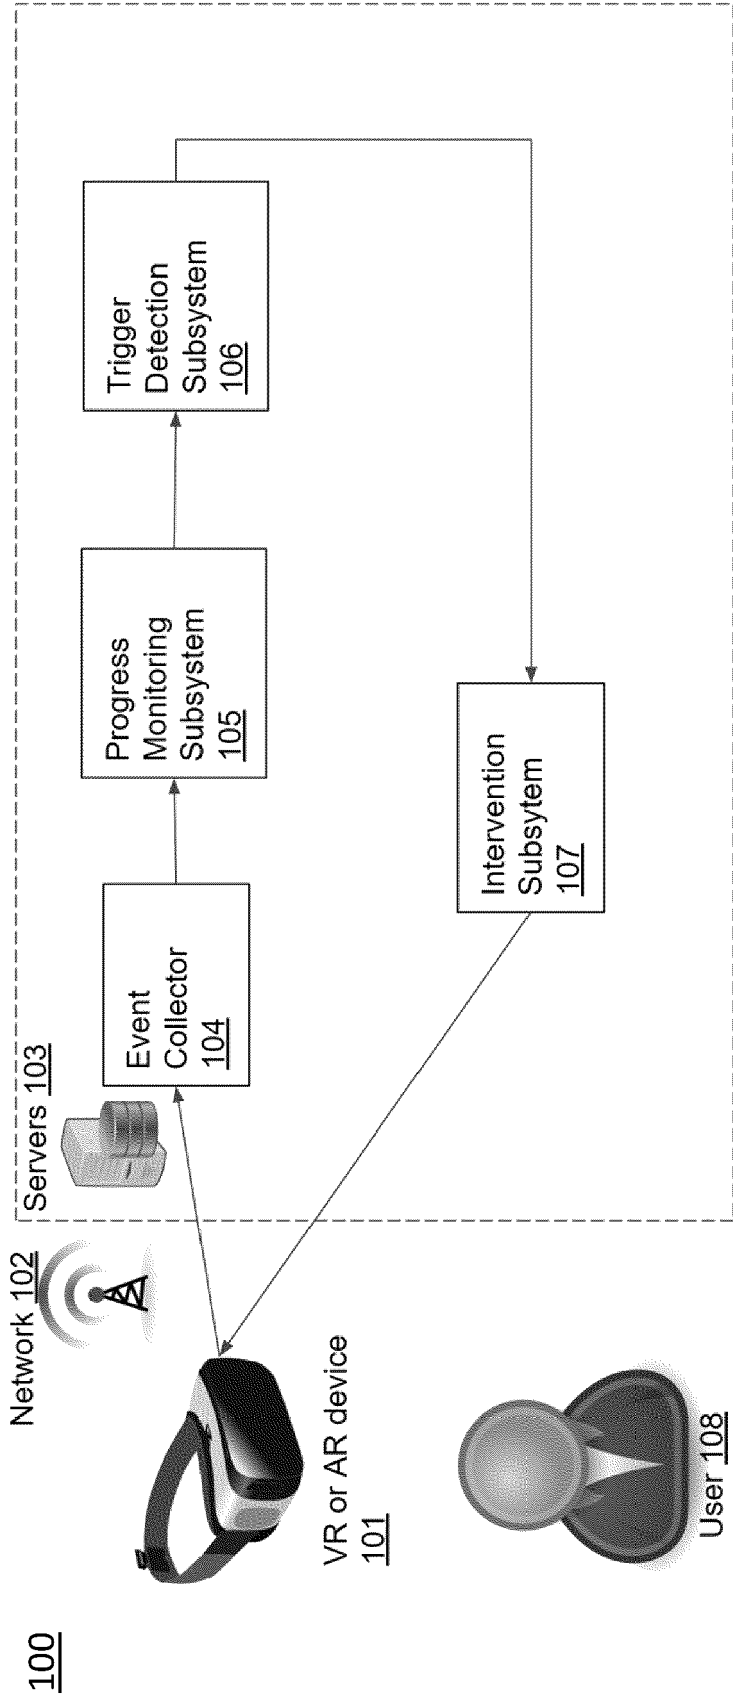 100
Network 102
Servers 103
Event
Collector
104
Progress
Monitoring
Subsystem
105
Trigger
Detection
Subsystem
106
Intervention
Subsytem
107
VR or AR device
101
User 108